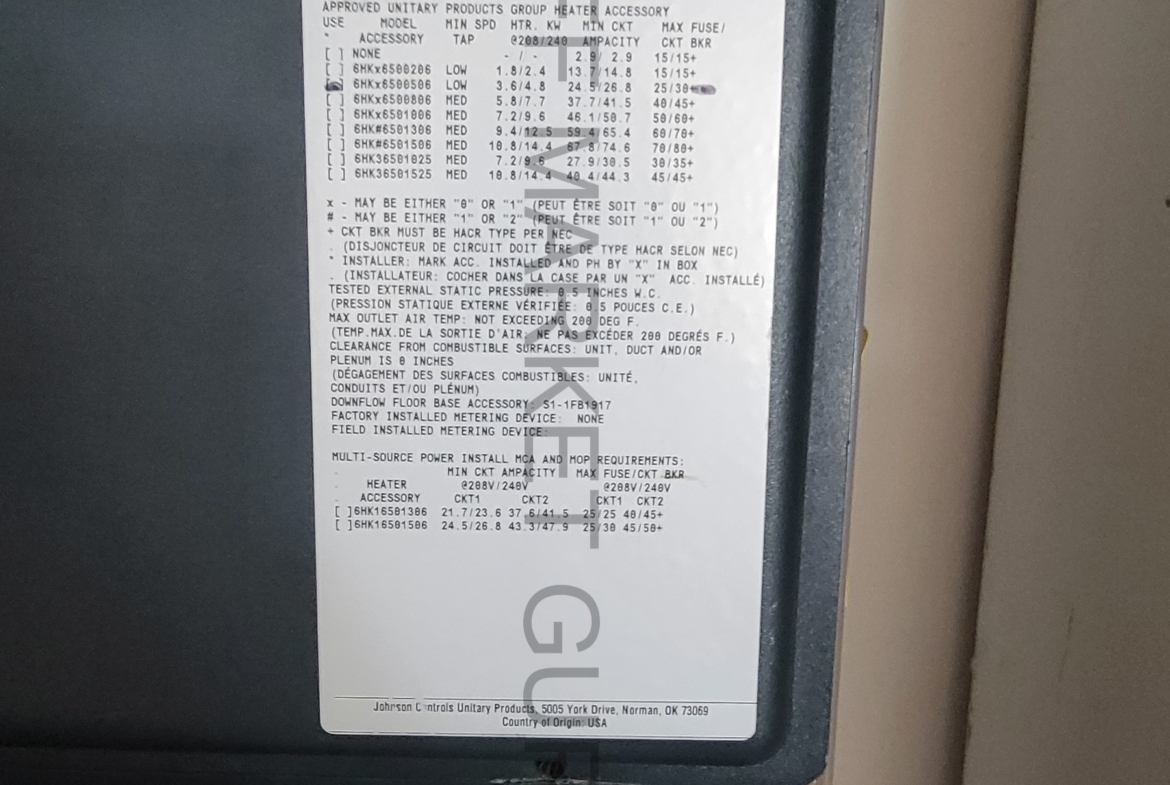 APPROVED UNITARY PRODUCTS GROUP HEATER ACCESSORY
USE MODEL MIN SPD HTR. KW MIN CKT MAX FUSE/
* ACCESSORY TAP @208/240 AMPACITY CKT BKR
[ ] NONE - / - 2.9/ 2.9 15/15+
[ ] 6HKx6500206 LOW 1.8/2.4 13.7/14.8 15/15+
[ ] 6HKx6500506 LOW 3.6/4.8 24.5/26.8 25/30+
[ ] 6HKx6500806 MED 5.8/7.7 37.7/41.5 40/45+
[ ] 6HKx6501006 MED 7.2/9.6 46.1/50.7 50/60+
[ ] 6HK#6501306 MED 9.4/12.5 59.4/65.4 60/70+
[ ] 6HK#6501506 MED 10.8/14.4 67.8/74.6 70/80+
[ ] 6HK36501025 MED 7.2/9.6 27.9/30.5 30/35+
[ ] 6HK36501525 MED 10.8/14.4 40.4/44.3 45/45+
x - MAY BE EITHER "0" OR "1" (PEUT ÊTRE SOIT "0" OU "1")
# - MAY BE EITHER "1" OR "2" (PEUT ÊTRE SOIT "1" OU "2")
+ CKT BKR MUST BE HACR TYPE PER NEC
. (DISJONCTEUR DE CIRCUIT DOIT ÊTRE DE TYPE HACR SELON NEC)
* INSTALLER: MARK ACC. INSTALLED AND PH BY "X" IN BOX
. (INSTALLATEUR: COCHER DANS LA CASE PAR UN "X" ACC. INSTALLÉ)
TESTED EXTERNAL STATIC PRESSURE: 0.5 INCHES W.C.
(PRESSION STATIQUE EXTERNE VÉRIFIÉE: 0.5 POUCES C.E.)
MAX OUTLET AIR TEMP: NOT EXCEEDING 200 DEG F.
(TEMP.MAX.DE LA SORTIE D'AIR: NE PAS EXCÉDER 200 DEGRÉS F.)
CLEARANCE FROM COMBUSTIBLE SURFACES: UNIT, DUCT AND/OR
PLENUM IS 0 INCHES
(DÉGAGEMENT DES SURFACES COMBUSTIBLES: UNITÉ,
CONDUITS ET/OU PLÉNUM)
DOWNFLOW FLOOR BASE ACCESSORY: S1-1FB1917
FACTORY INSTALLED METERING DEVICE: NONE
FIELD INSTALLED METERING DEVICE:
MULTI-SOURCE POWER INSTALL MCA AND MOP REQUIREMENTS:
. MIN CKT AMPACITY MAX FUSE/CKT BKR
. HEATER @208V/240V @208V/240V
. ACCESSORY CKT1 CKT2 CKT1 CKT2
[ ]6HK16501306 21.7/23.6 37.6/41.5 25/25 40/45+
[ ]6HK16501506 24.5/26.8 43.3/47.9 25/30 45/50+
Johnson Controls Unitary Products, 5005 York Drive, Norman, OK 73069
Country of Origin: USA
MARKET